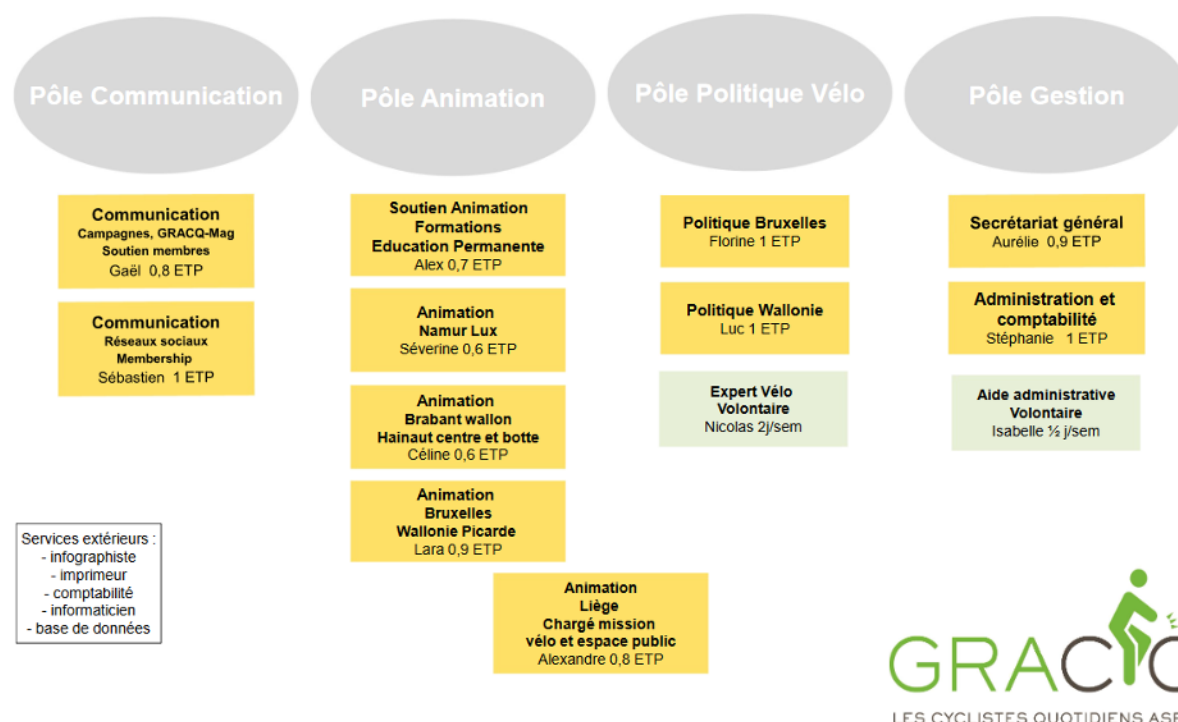 Pôle Communication
Pôle Animation
Pôle Politique Vélo
Pôle Gestion
Communication
Campagnes, GRACQ-Mag
Soutien membres
Gaël 0,8 ETP
Communication
Réseaux sociaux
Membership
Sébastien 1 ETP
Soutien Animation
Formations
Education Permanente
Alex 0,7 ETP
Animation
Namur Lux
Séverine 0,6 ETP
Animation
Brabant wallon
Hainaut centre et botte
Céline 0,6 ETP
Animation
Bruxelles
Wallonie Picarde
Lara 0,9 ETP
Animation
Liège
Chargé mission
vélo et espace public
Alexandre 0,8 ETP
Politique Bruxelles
Florine 1 ETP
Politique Wallonie
Luc 1 ETP
Expert Vélo
Volontaire
Nicolas 2j/sem
Secrétariat général
Aurélie 0,9 ETP
Administration et
comptabilité
Stéphanie 1 ETP
Aide administrative
Volontaire
Isabelle ½ j/sem
Services extérieurs :
- infographiste
- imprimeur
- comptabilité
- informaticien
- base de données
GRAC
LES CYCLISTES QUOTIDIENS